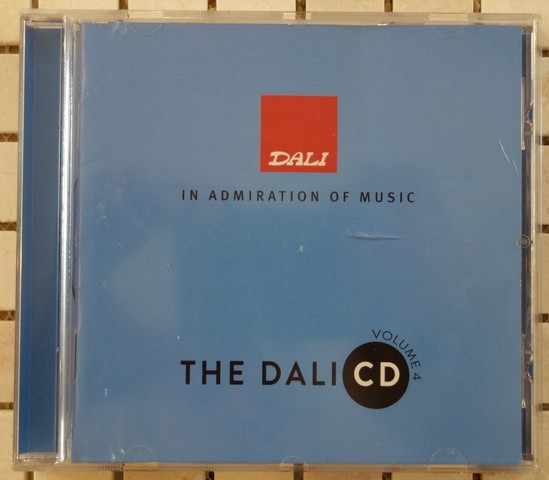 DALI
IN ADMIRATION OF MUSIC
VOLUME 4
THE DALI CD